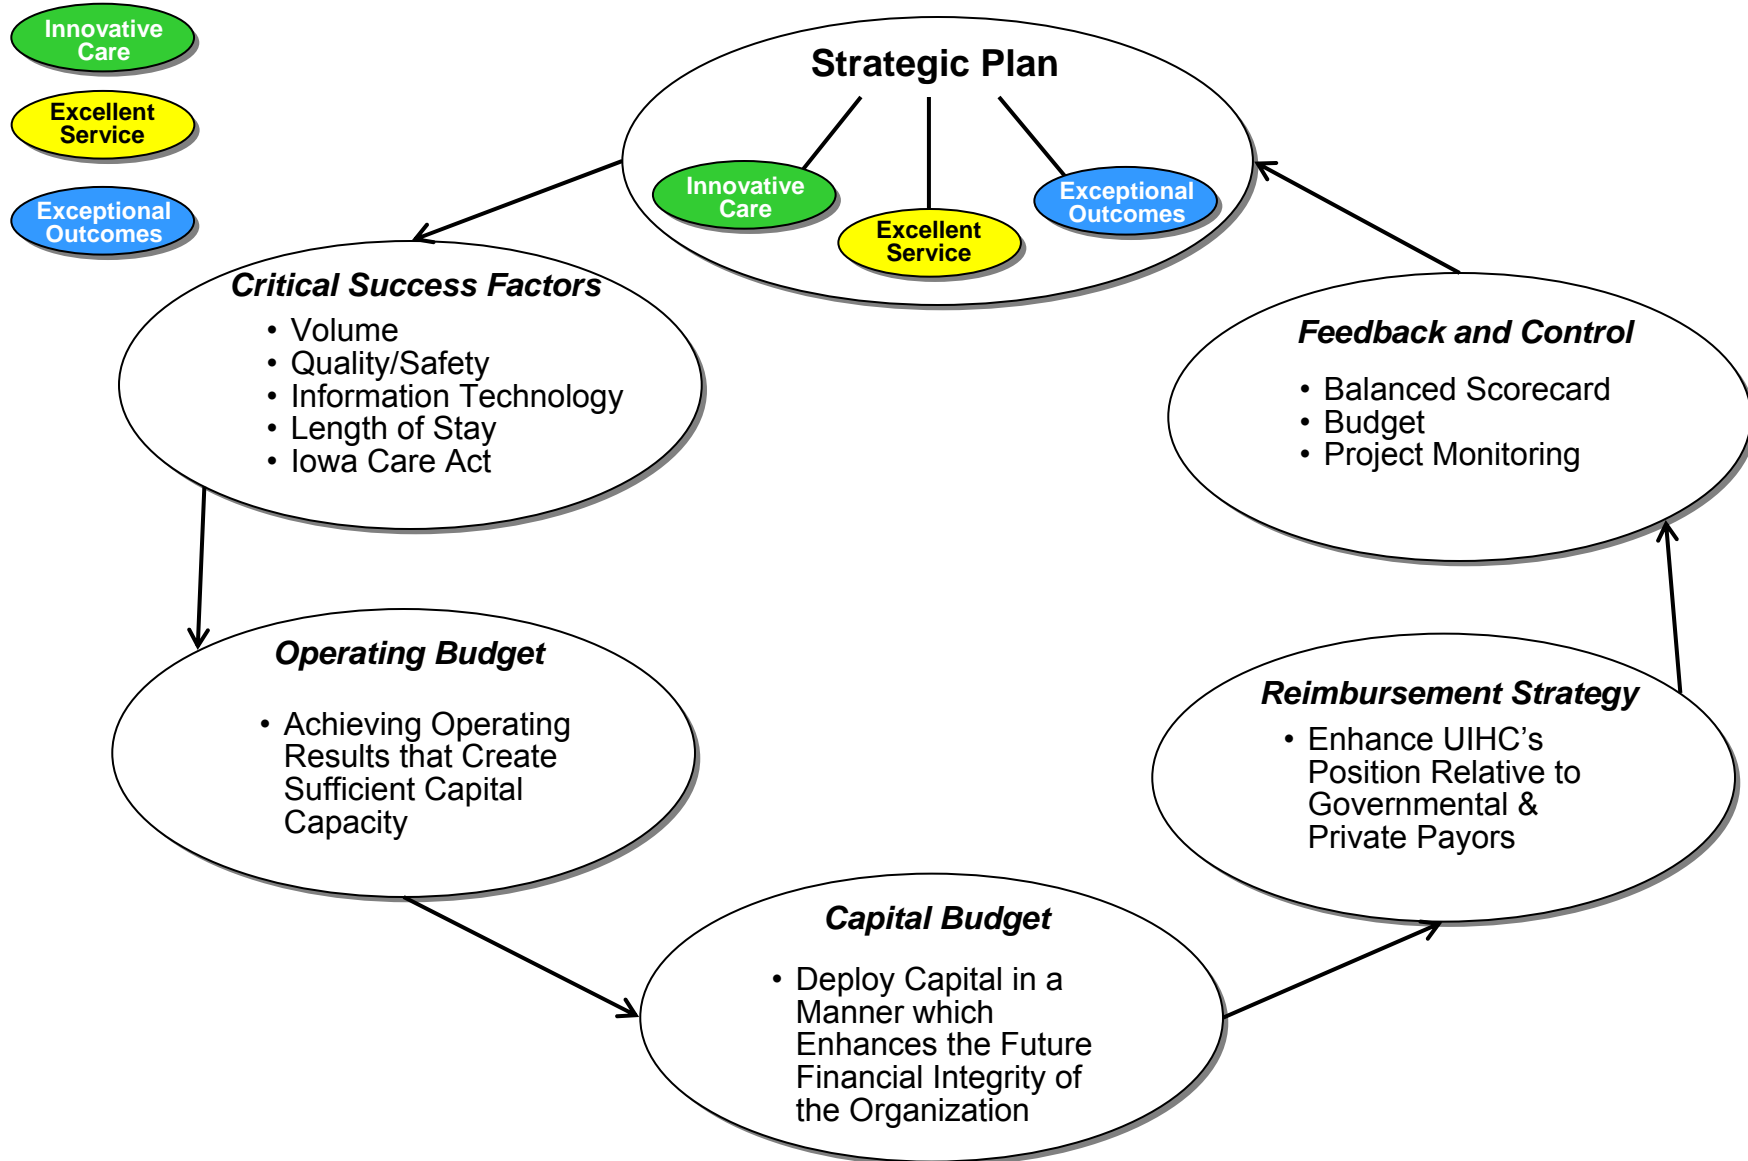 Innovative
Care
Excellent
Service
Exceptional
Outcomes
Strategic Plan
Innovative
Care
Excellent
Service
Exceptional
Outcomes
Critical Success Factors
• Volume
• Quality/Safety
• Information Technology
• Length of Stay
• Iowa Care Act
Operating Budget
• Achieving Operating
Results that Create
Sufficient Capital
Capacity
Capital Budget
• Deploy Capital in a
Manner which
Enhances the Future
Financial Integrity of
the Organization
Reimbursement Strategy
• Enhance UIHC’s
Position Relative to
Governmental &
Private Payors
Feedback and Control
• Balanced Scorecard
• Budget
• Project Monitoring